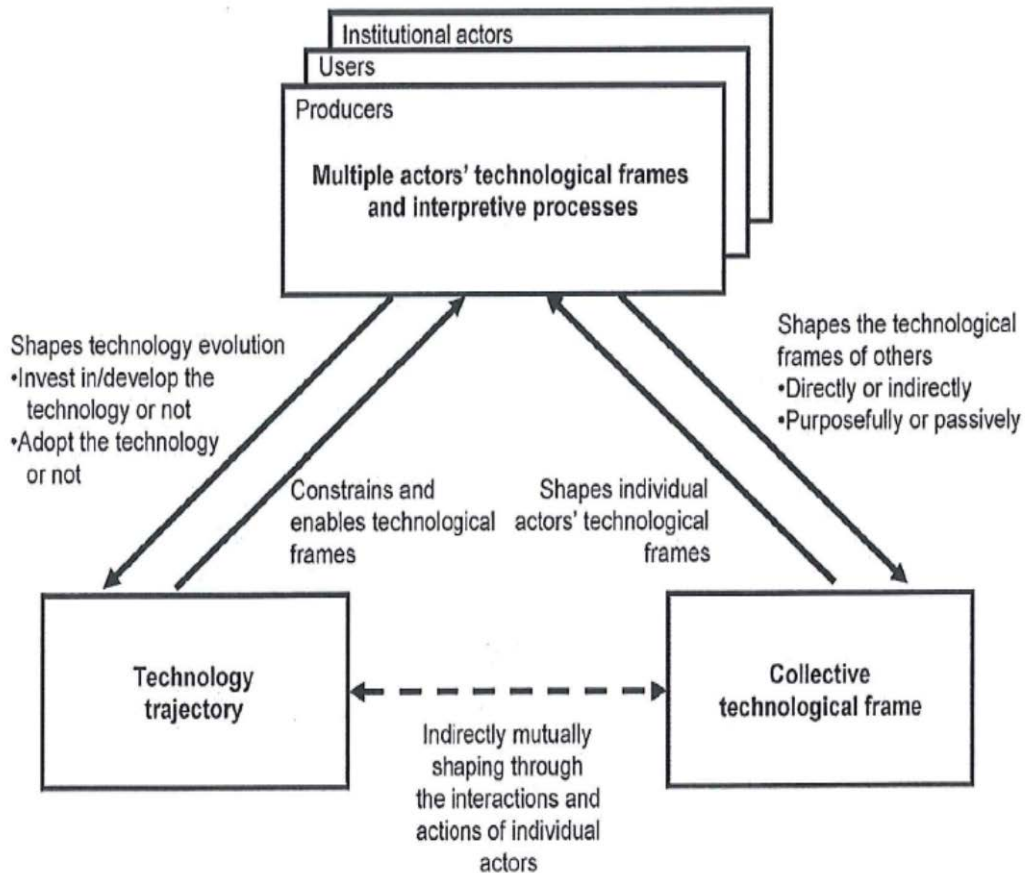 Institutional actors
Users
Producers
Multiple actors' technological frames
and interpretive processes
Shapes technology evolution
•Invest in/develop the
technology or not
•Adopt the technology
or not
Shapes the technological
frames of others
•Directly or indirectly
•Purposefully or passively
Constrains and
enables technological
frames
Shapes individual
actors' technological
frames
Technology
trajectory
Collective
technological frame
Indirectly mutually
shaping through
the interactions and
actions of individual
actors